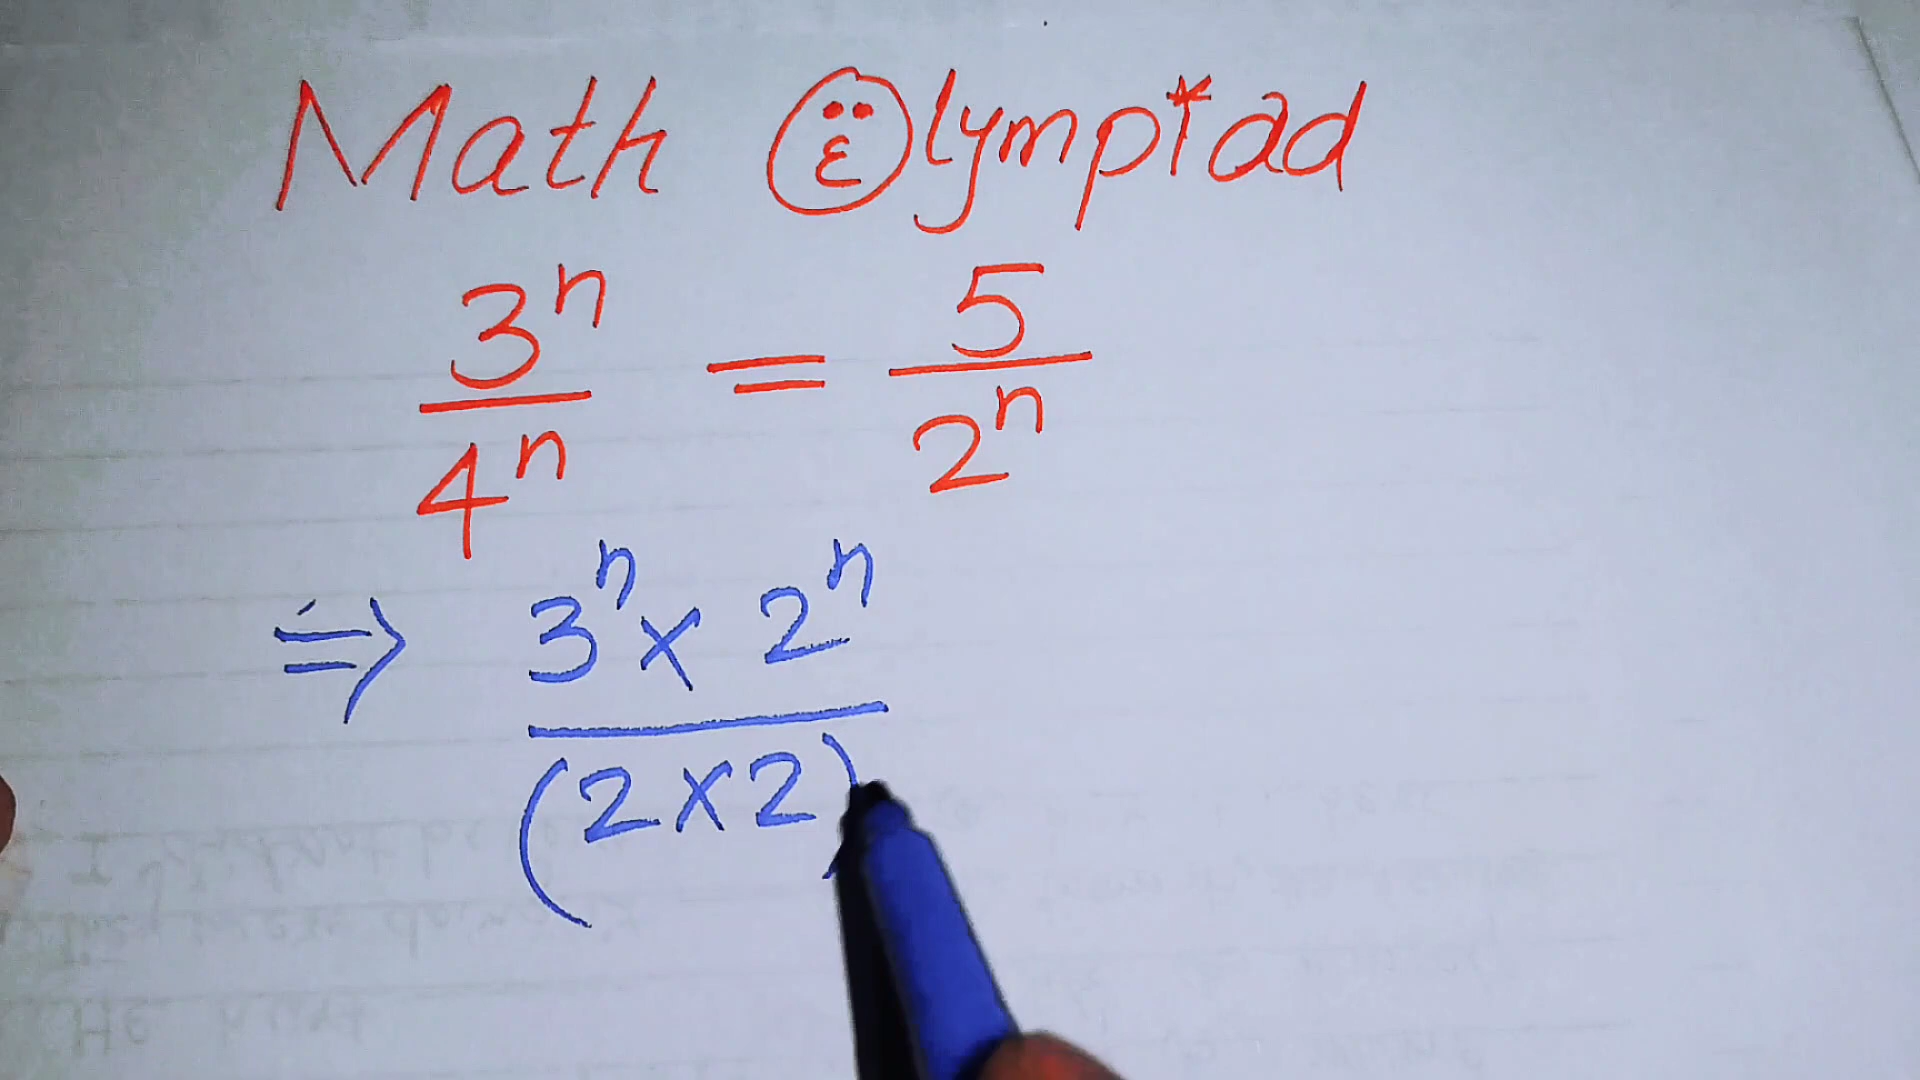 Math Olympiad
3^n / 4^n = 5 / 2^n
⇒ 3^n × 2^n / (2 × 2)